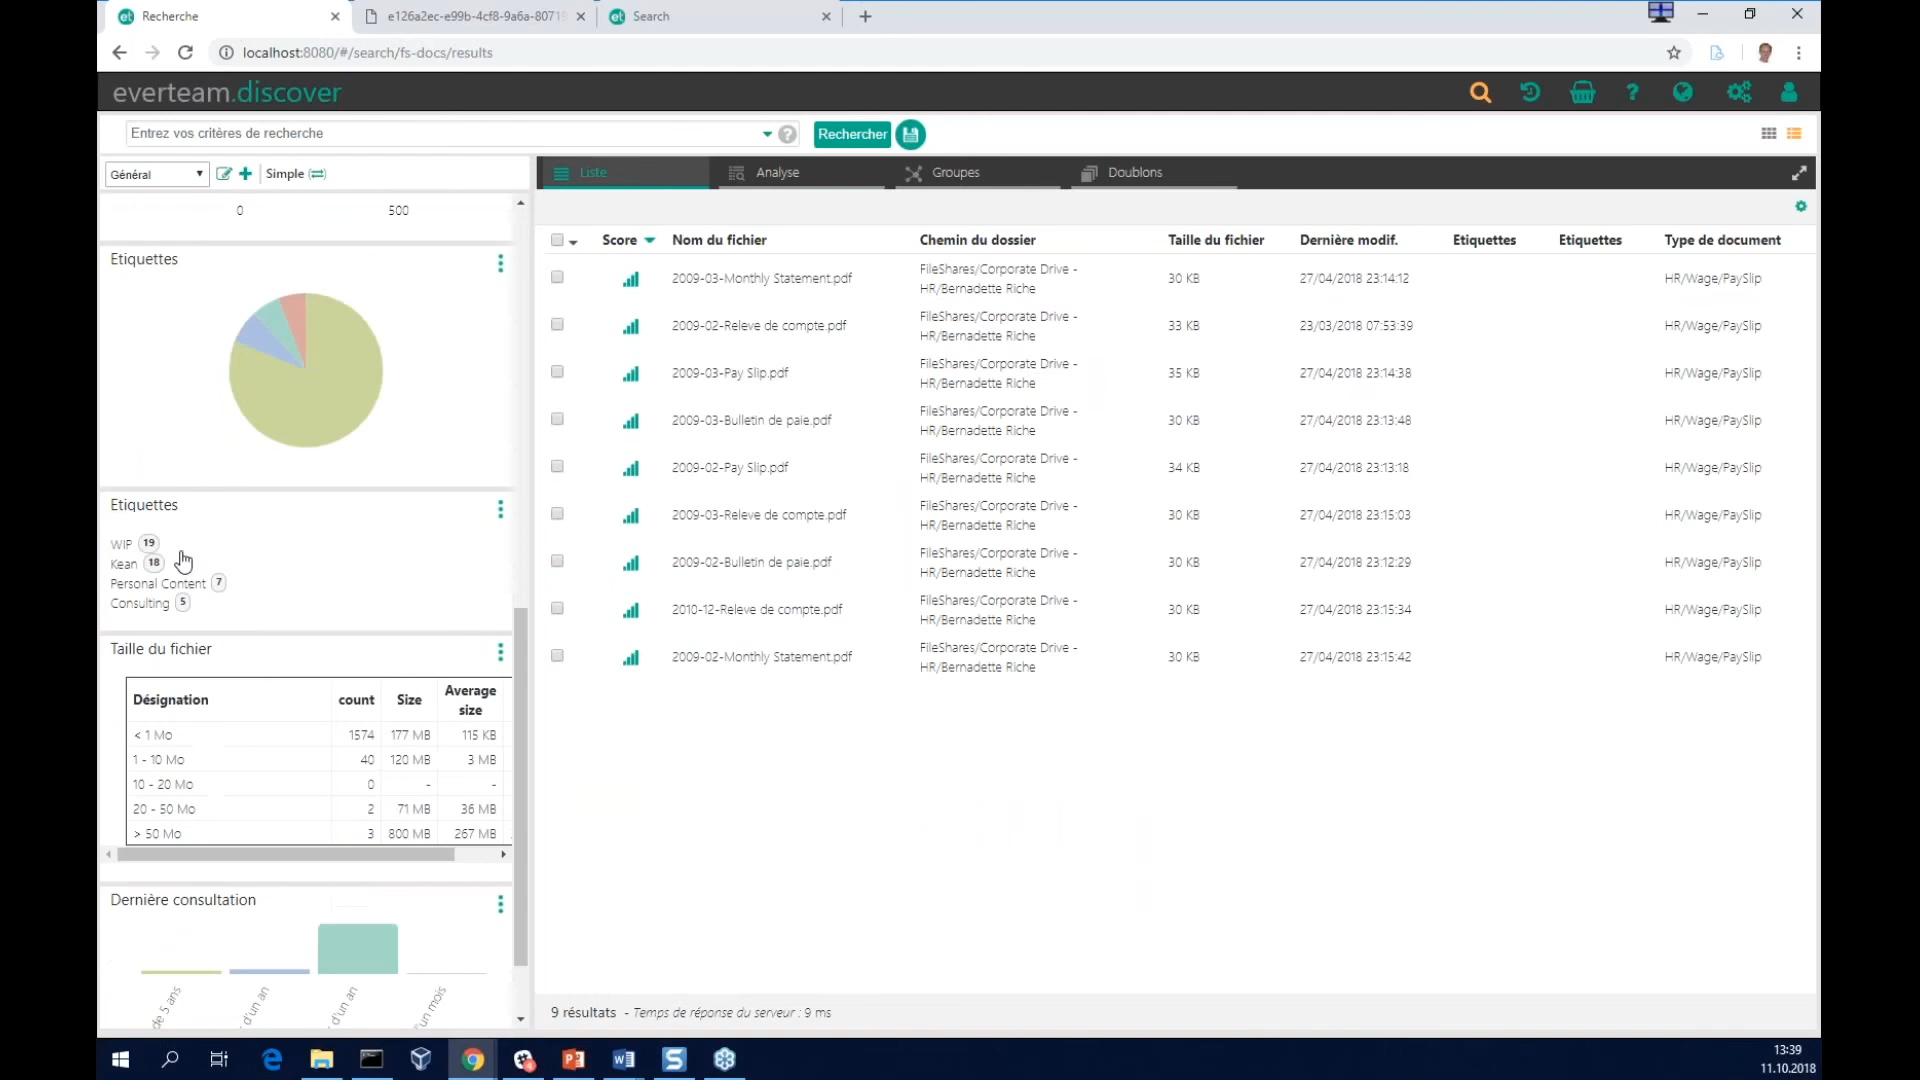 Recherche
e126a2ec-e99b-4cf8-9a6a-8071
Search
localhost:8080/#/search/fs-docs/results
everteam.discover
Entrez vos critères de recherche
Rechercher
Général
Simple
Liste
Analyse
Groupes
Doublons
0 500
Etiquettes
Etiquettes
WIP 19
Kean 18
Personal Content 7
Consulting 5
Taille du fichier
Désignation count Size Average size
< 1 Mo 1574 177 MB 115 KB
1 - 10 Mo 40 120 MB 3 MB
10 - 20 Mo 0 - -
20 - 50 Mo 2 71 MB 36 MB
> 50 Mo 3 800 MB 267 MB
Dernière consultation
de 5 ans
d'un an
d'un an
'un mois
Score Nom du fichier Chemin du dossier Taille du fichier Dernière modif. Etiquettes Etiquettes Type de document
2009-03-Monthly Statement.pdf FileShares/Corporate Drive - HR/Bernadette Riche 30 KB 27/04/2018 23:14:12 HR/Wage/PaySlip
2009-02-Releve de compte.pdf FileShares/Corporate Drive - HR/Bernadette Riche 33 KB 23/03/2018 07:53:39 HR/Wage/PaySlip
2009-03-Pay Slip.pdf FileShares/Corporate Drive - HR/Bernadette Riche 35 KB 27/04/2018 23:14:38 HR/Wage/PaySlip
2009-03-Bulletin de paie.pdf FileShares/Corporate Drive - HR/Bernadette Riche 30 KB 27/04/2018 23:13:48 HR/Wage/PaySlip
2009-02-Pay Slip.pdf FileShares/Corporate Drive - HR/Bernadette Riche 34 KB 27/04/2018 23:13:18 HR/Wage/PaySlip
2009-03-Releve de compte.pdf FileShares/Corporate Drive - HR/Bernadette Riche 30 KB 27/04/2018 23:15:03 HR/Wage/PaySlip
2009-02-Bulletin de paie.pdf FileShares/Corporate Drive - HR/Bernadette Riche 30 KB 27/04/2018 23:12:29 HR/Wage/PaySlip
2010-12-Releve de compte.pdf FileShares/Corporate Drive - HR/Bernadette Riche 30 KB 27/04/2018 23:15:34 HR/Wage/PaySlip
2009-02-Monthly Statement.pdf FileShares/Corporate Drive - HR/Bernadette Riche 30 KB 27/04/2018 23:15:42 HR/Wage/PaySlip
9 résultats - Temps de réponse du serveur : 9 ms
13:39
11.10.2018